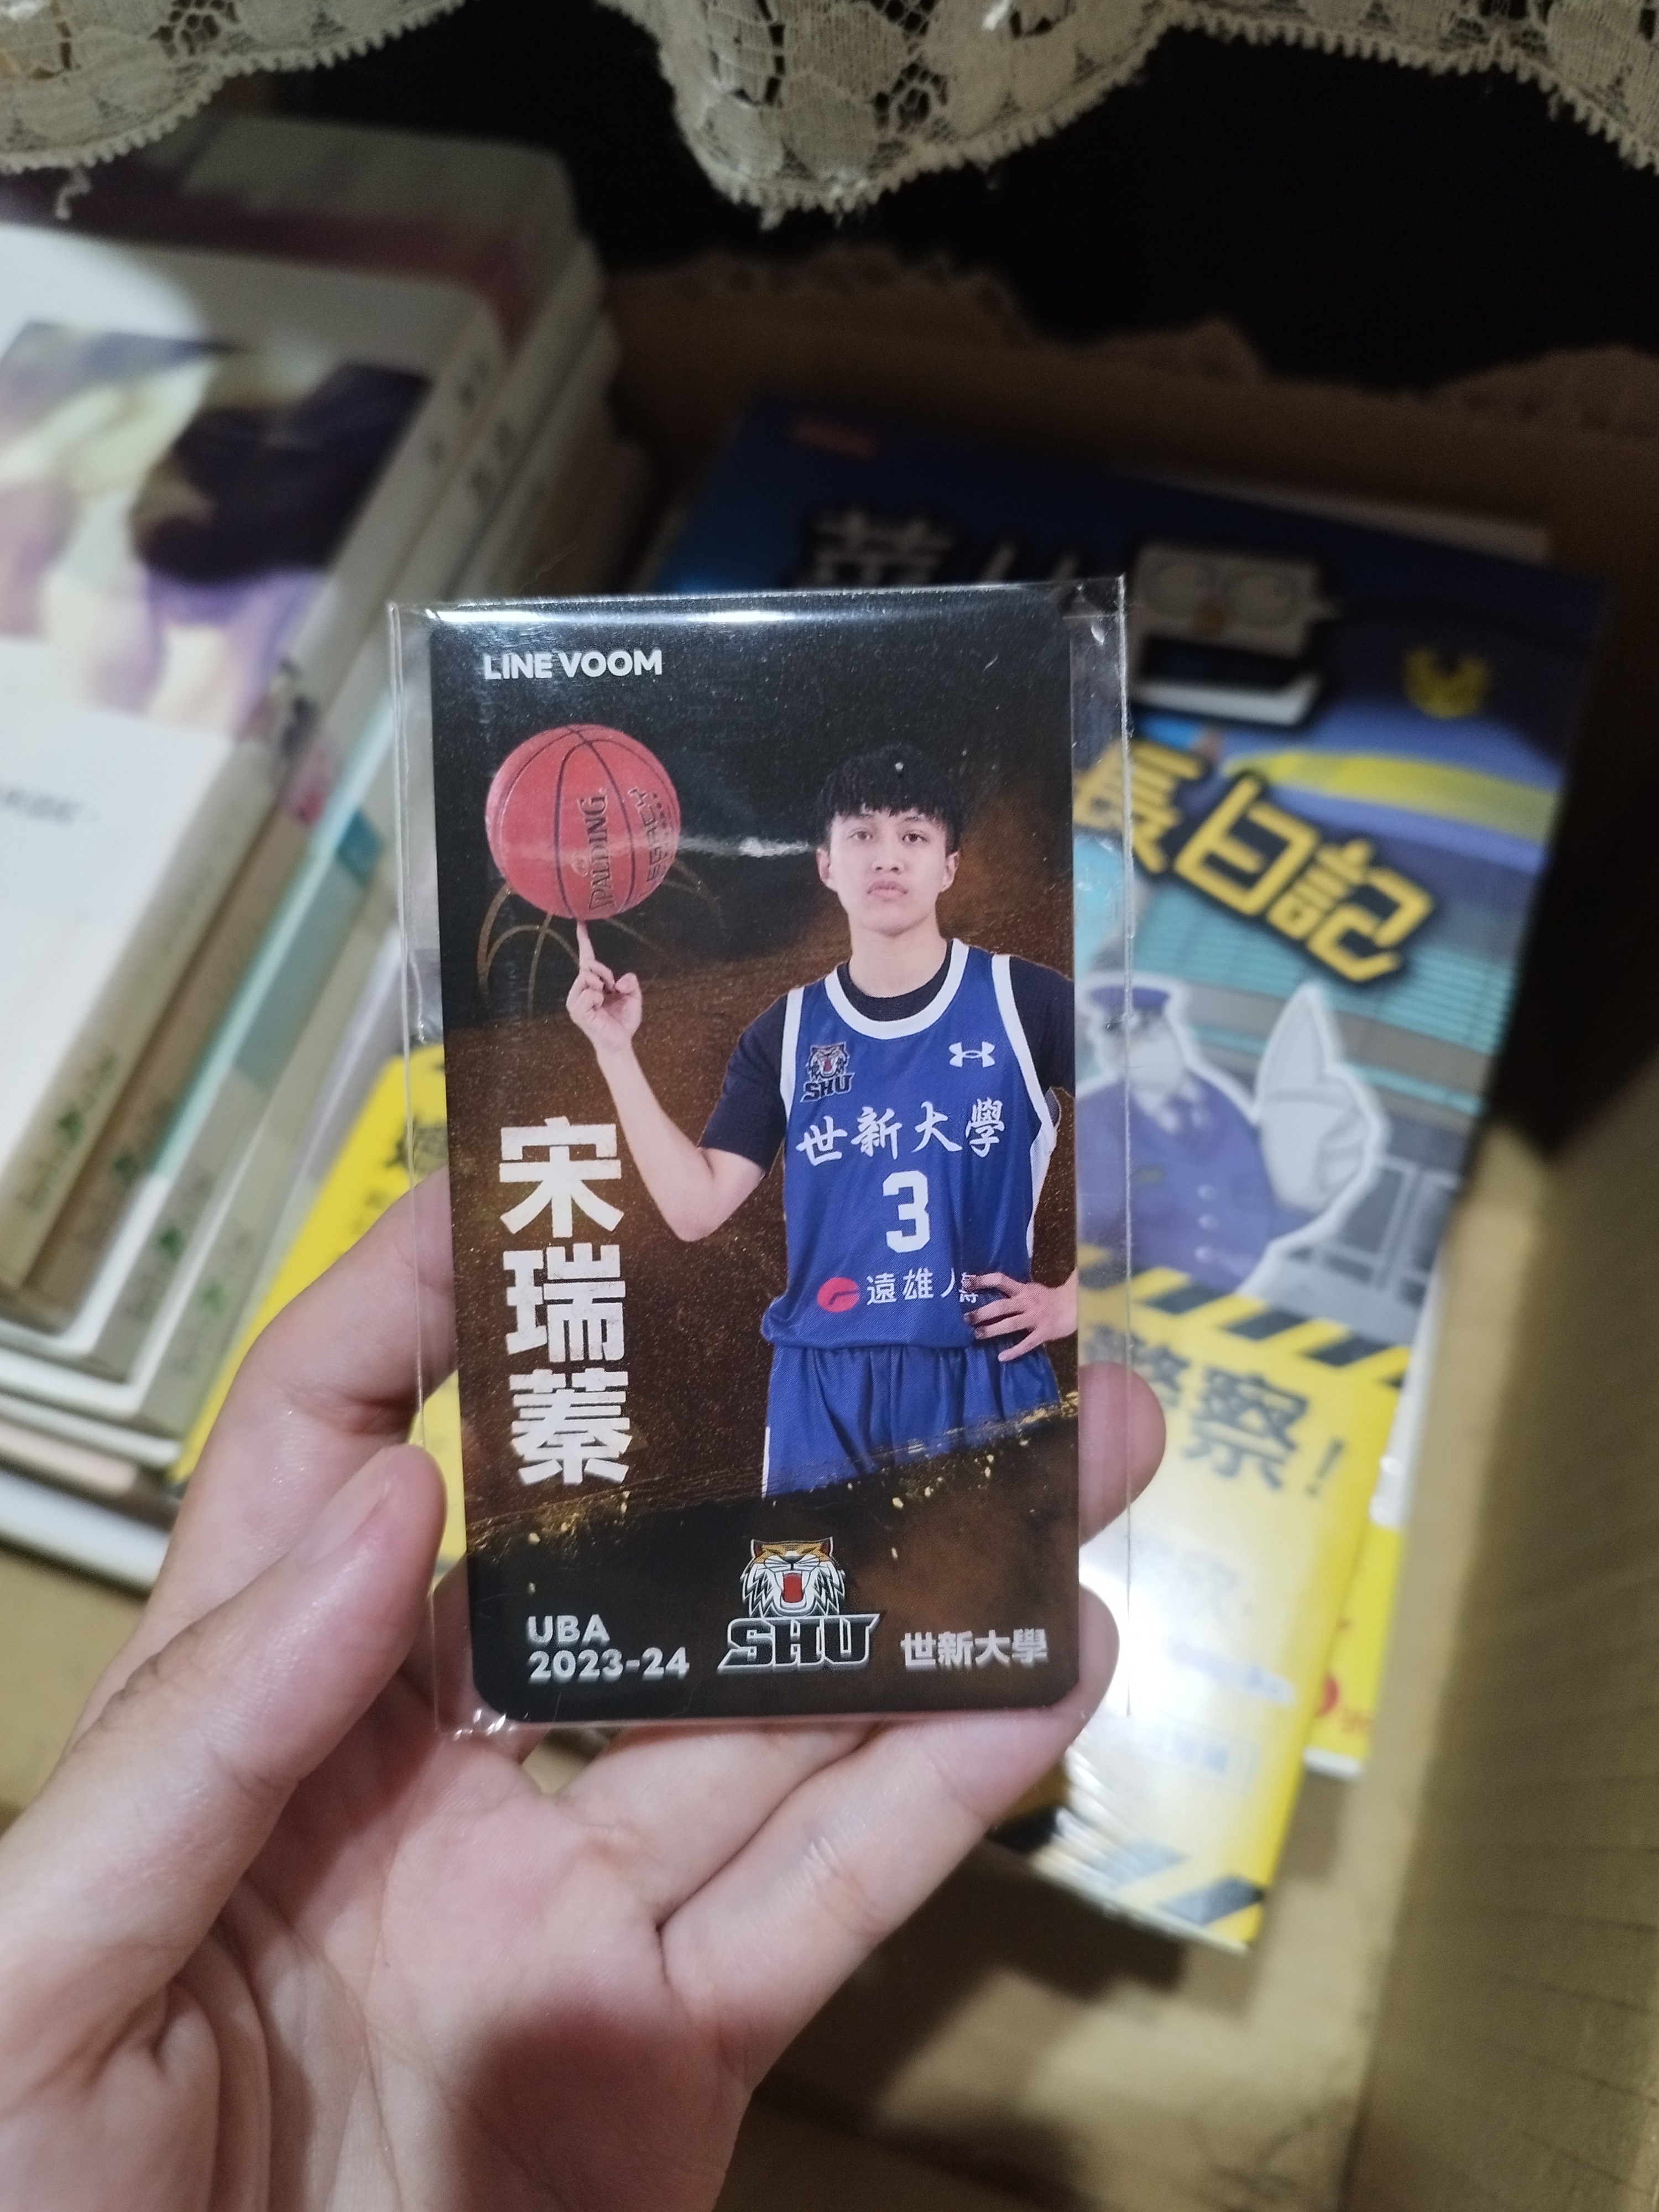 LINE VOOM
SPALDING
SHU
世新大學
3
遠雄人壽
宋瑞蓁
UBA
2023-24
SHU
世新大學
長日記
警察!